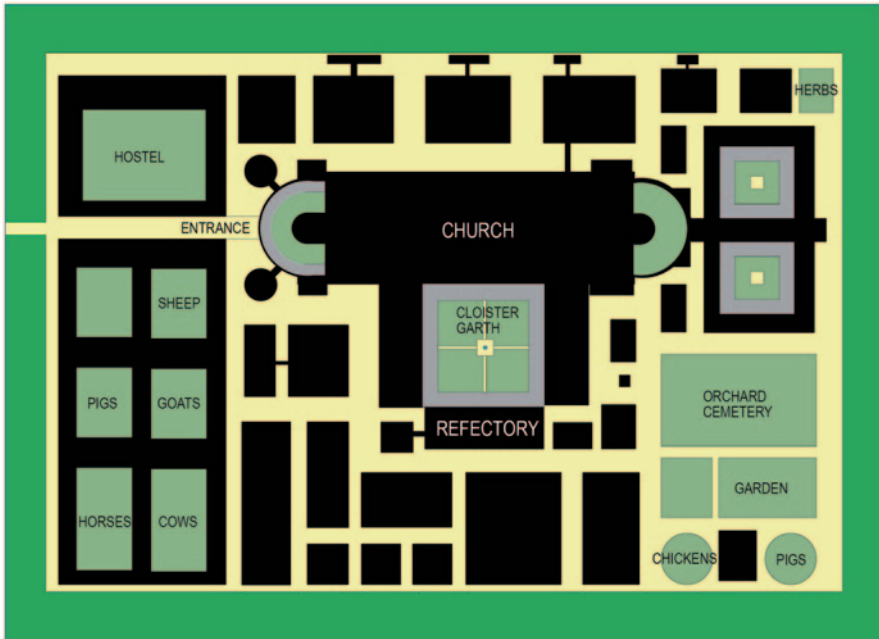 HERBS
HOSTEL
ENTRANCE
CHURCH
SHEEP
CLOISTER
GARTH
PIGS
GOATS
ORCHARD
CEMETERY
REFECTORY
GARDEN
HORSES
COWS
CHICKENS
PIGS